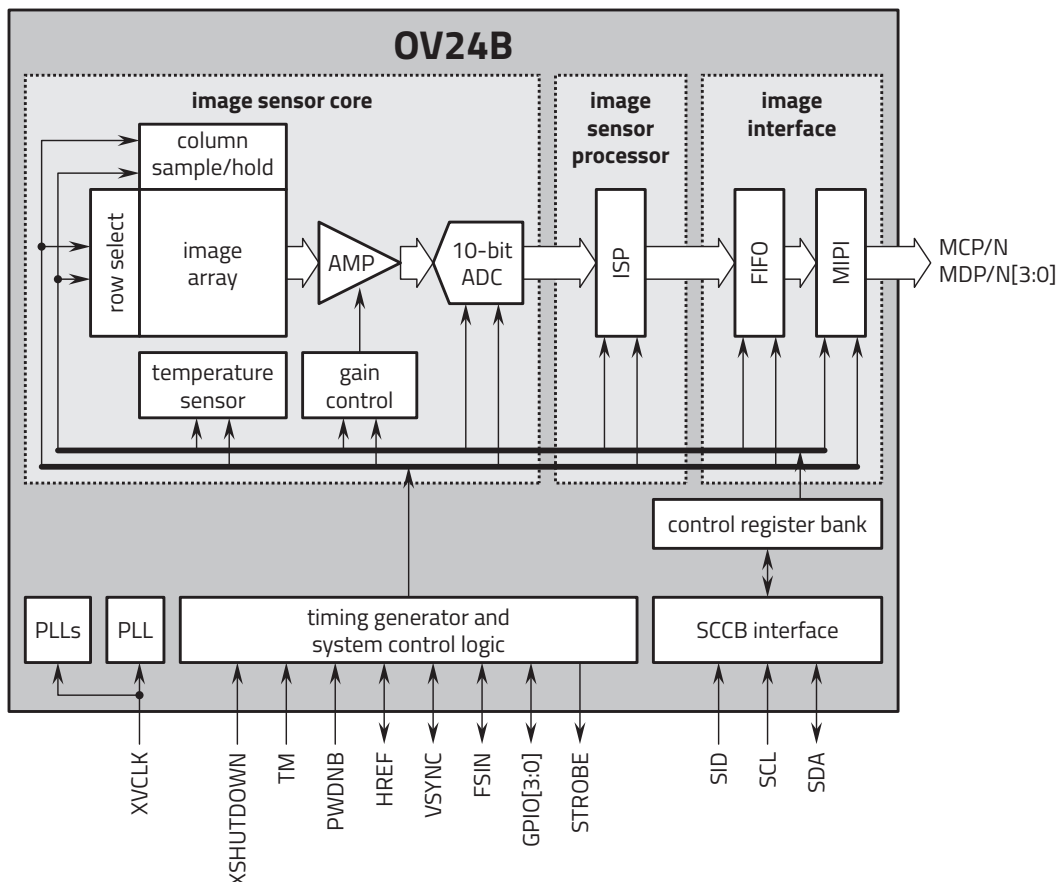 OV24B
image sensor core
image
sensor
processor
image
interface
column
sample/hold
row select
image
array
AMP
10-bit
ADC
ISP
FIFO
MIPI
MCP/N
MDP/N[3:0]
temperature
sensor
gain
control
control register bank
PLLs
PLL
timing generator and
system control logic
SCCB interface
XVCLK
XSHUTDOWN
TM
PWDNB
HREF
VSYNC
FSIN
GPIO[3:0]
STROBE
SID
SCL
SDA